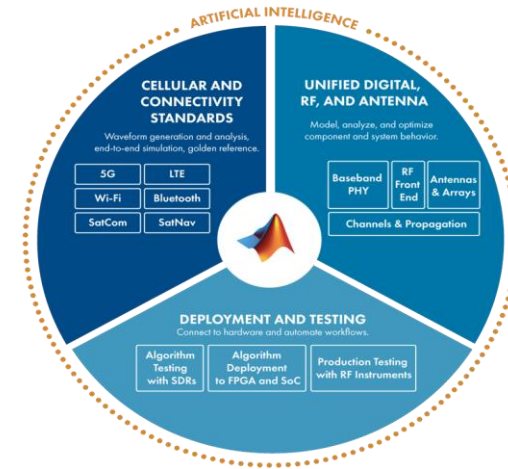 ARTIFICIAL INTELLIGENCE
CELLULAR AND
CONNECTIVITY
STANDARDS
Waveform generation and analysis,
end-to-end simulation, golden reference.
5G
LTE
Wi-Fi
Bluetooth
SatCom
SatNav
UNIFIED DIGITAL,
RF, AND ANTENNA
Model, analyze, and optimize
component and system behavior.
Baseband
PHY
RF
Front
End
Antennas
& Arrays
Channels & Propagation
DEPLOYMENT AND TESTING
Connect to hardware and automate workflows.
Algorithm
Testing
with SDRs
Algorithm
Deployment
to FPGA and SoC
Production Testing
with RF Instruments